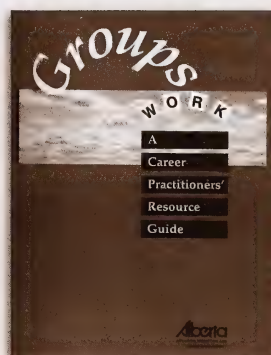 Groups
WORK
A
Career
Practitioners'
Resource
Guide
Alberta